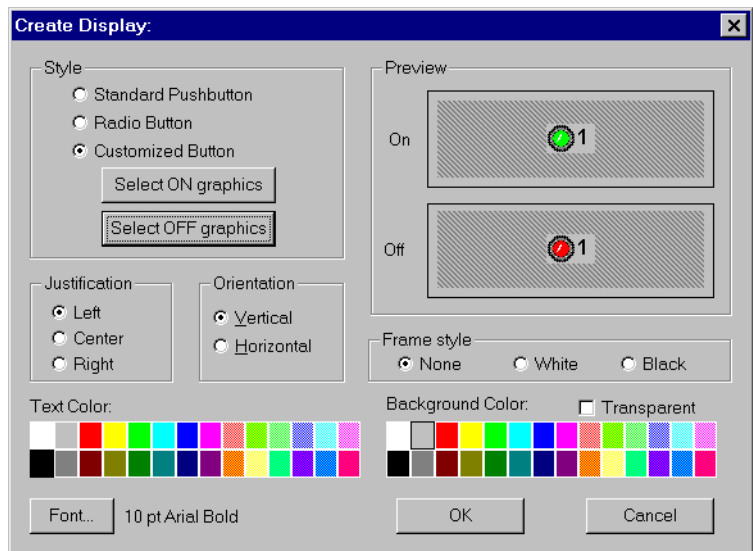 Create Display:
Style
Standard Pushbutton
Radio Button
Customized Button
Select ON graphics
Select OFF graphics
Preview
On
1
Off
1
Justification
Left
Center
Right
Orientation
Vertical
Horizontal
Frame style
None
White
Black
Text Color:
Background Color:
Transparent
Font...
10 pt Arial Bold
OK
Cancel